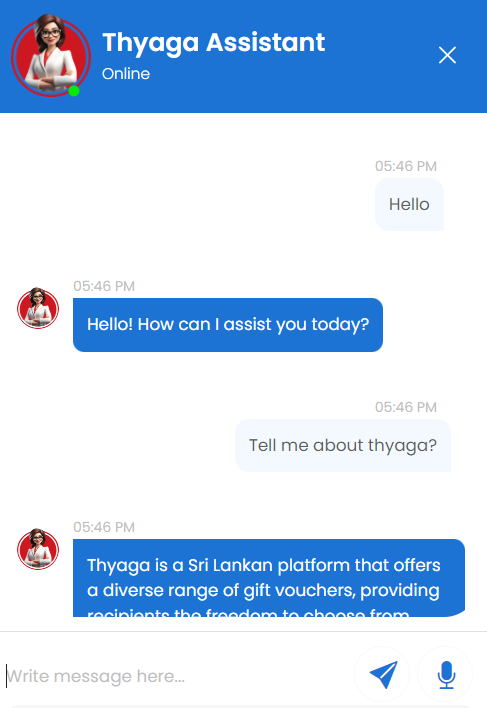 Thyaga Assistant
Online
05:46 PM
Hello
05:46 PM
Hello! How can I assist you today?
05:46 PM
Tell me about thyaga?
05:46 PM
Thyaga is a Sri Lankan platform that offers
a diverse range of gift vouchers, providing
recipients the freedom to choose from
Write message here...